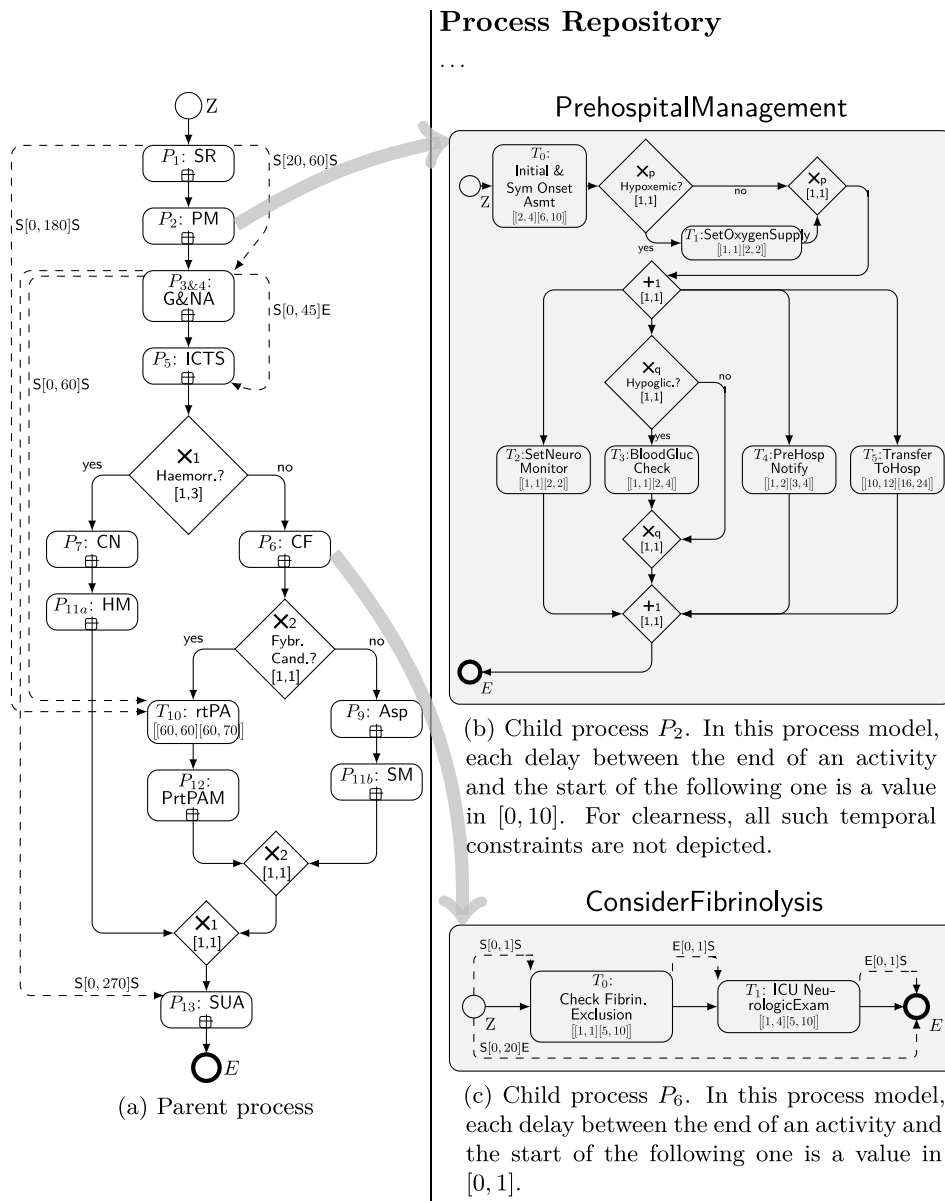 Process Repository
...
Z
P1: SR
S[20, 60]S
P2: PM
S[0, 180]S
P3&4:
G&NA
S[0, 45]E
P5: ICTS
S[0, 60]S
×1
Haemorr.?
[1,3]
yes
no
P7: CN
P6: CF
P11a: HM
×2
Fybr.
Cand.?
[1,1]
yes
no
T10: rtPA
[[60, 60][60, 70]]
P9: Asp
P12:
PrtPAM
P11b: SM
×2
[1,1]
×1
[1,1]
S[0, 270]S
P13: SUA
E
(a) Parent process
PrehospitalManagement
Z
T0:
Initial &
Sym Onset
Asmt
[[2, 4][6, 10]]
×p
Hypoxemic?
[1,1]
no
×p
[1,1]
yes
T1:SetOxygenSupply
[[1, 1][2, 2]]
+1
[1,1]
×q
Hypoglic.?
[1,1]
no
yes
T2:SetNeuro
Monitor
[[1, 1][2, 2]]
T3:BloodGluc
Check
[[1, 1][2, 4]]
T4:PreHosp
Notify
[[1, 2][3, 4]]
T5:Transfer
ToHosp
[[10, 12][16, 24]]
×q
[1,1]
+1
[1,1]
E
(b) Child process P2. In this process model,
each delay between the end of an activity
and the start of the following one is a value
in [0, 10]. For clearness, all such temporal
constraints are not depicted.
ConsiderFibrinolysis
S[0, 1]S
E[0, 1]S
E[0, 1]S
T0:
Check Fibrin.
Exclusion
[[1, 1][5, 10]]
T1: ICU Neu-
rologicExam
[[1, 4][5, 10]]
Z
E
S[0, 20]E
(c) Child process P6. In this process model,
each delay between the end of an activity and
the start of the following one is a value in
[0, 1].